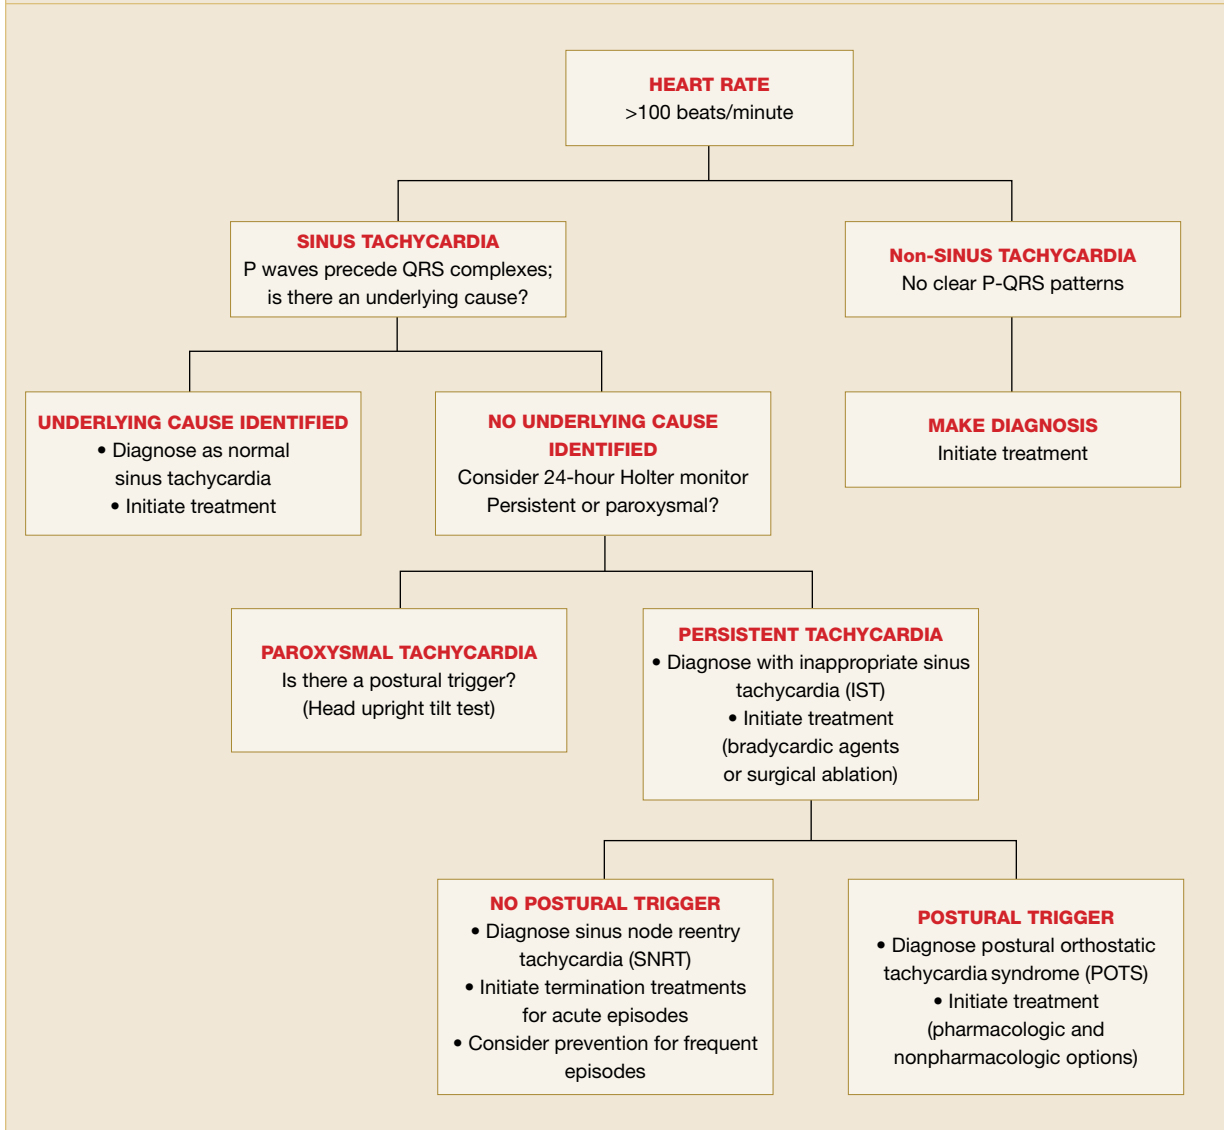 HEART RATE
>100 beats/minute
SINUS TACHYCARDIA
P waves precede QRS complexes;
is there an underlying cause?
Non-SINUS TACHYCARDIA
No clear P-QRS patterns
UNDERLYING CAUSE IDENTIFIED
• Diagnose as normal
sinus tachycardia
• Initiate treatment
NO UNDERLYING CAUSE
IDENTIFIED
Consider 24-hour Holter monitor
Persistent or paroxysmal?
MAKE DIAGNOSIS
Initiate treatment
PAROXYSMAL TACHYCARDIA
Is there a postural trigger?
(Head upright tilt test)
PERSISTENT TACHYCARDIA
• Diagnose with inappropriate sinus
tachycardia (IST)
• Initiate treatment
(bradycardic agents
or surgical ablation)
NO POSTURAL TRIGGER
• Diagnose sinus node reentry
tachycardia (SNRT)
• Initiate termination treatments
for acute episodes
• Consider prevention for frequent
episodes
POSTURAL TRIGGER
• Diagnose postural orthostatic
tachycardia syndrome (POTS)
• Initiate treatment
(pharmacologic and
nonpharmacologic options)